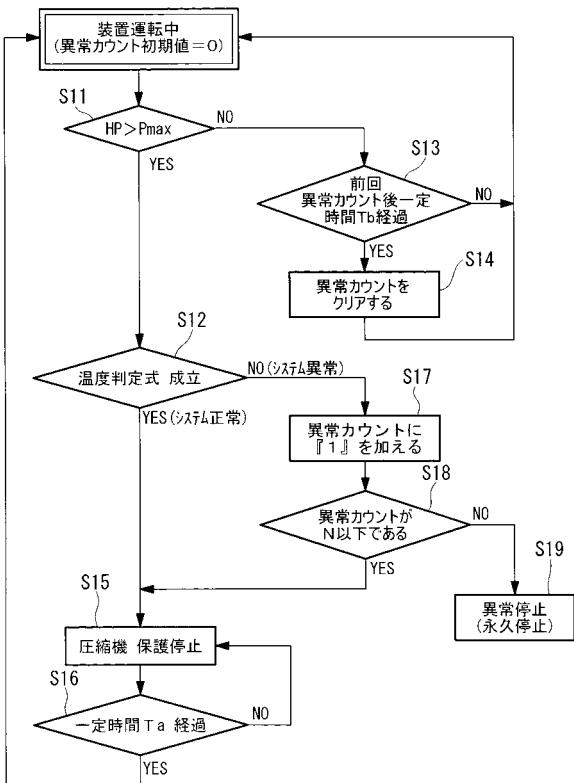 装置運転中
(異常カウント初期値=0)
S11
HP>Pmax
NO
YES
S13
前回
異常カウント後一定
時間Tb経過
NO
YES
S14
異常カウントを
クリアする
S12
温度判定式 成立
NO(システム異常)
YES(システム正常)
S17
異常カウントに
『1』を加える
S18
異常カウントが
N以下である
NO
YES
S19
異常停止
(永久停止)
S15
圧縮機 保護停止
S16
一定時間Ta 経過
NO
YES